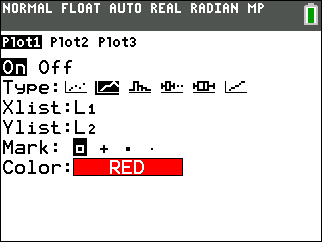 NORMAL FLOAT AUTO REAL RADIAN MP
Plot1 Plot2 Plot3
On Off
Type:
Xlist:L1
Ylist:L2
Mark: + ▪ ·
Color: RED